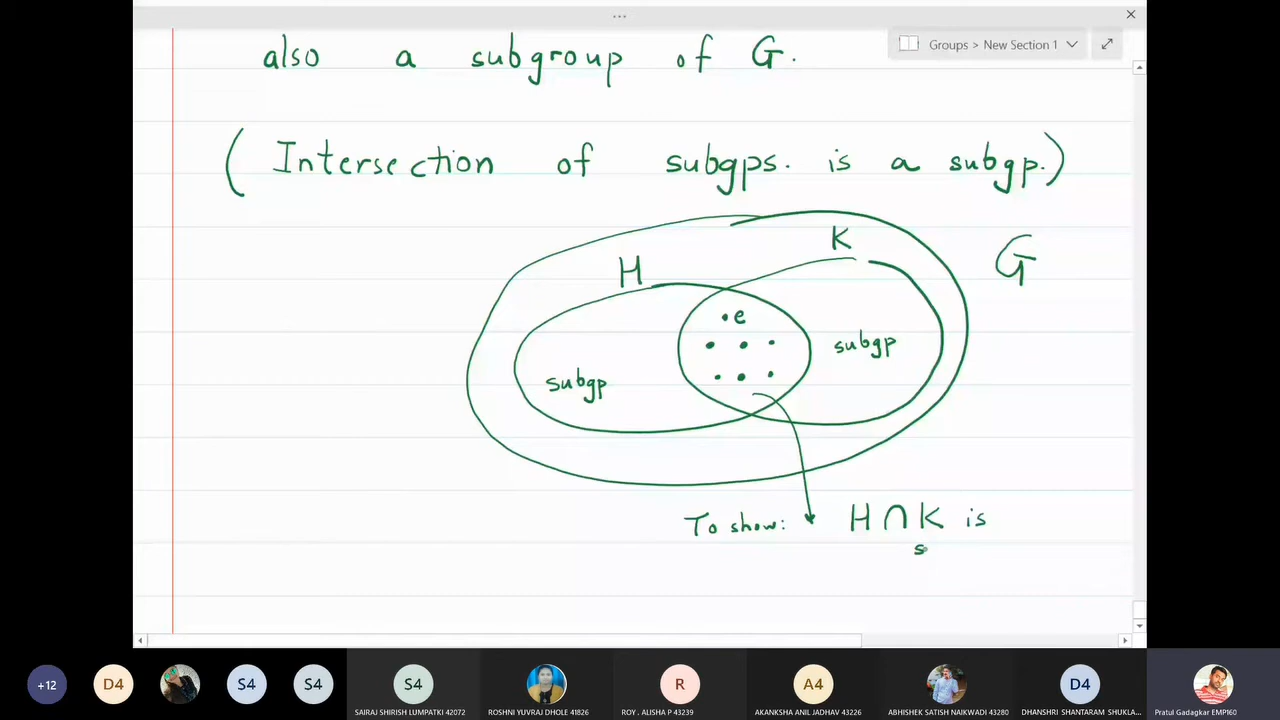 ...
Groups > New Section 1
also a subgroup of G.
(Intersection of subgps. is a subgp.)
K
G
H
e
subgp
subgp
To show: H ∩ K is
s
+12
D4
S4
S4
S4
SAIRAJ SHIRISH LUMPATKI 42072
ROSHNI YUVRAJ DHOLE 41826
R
ROY . ALISHA P 43239
A4
AKANKSHA ANIL JADHAV 43226
ABHISHEK SATISH NAIKWADI 43280
D4
DHANSHRI SHANTARAM SHUKLA...
Pratul Gadagkar EMP160